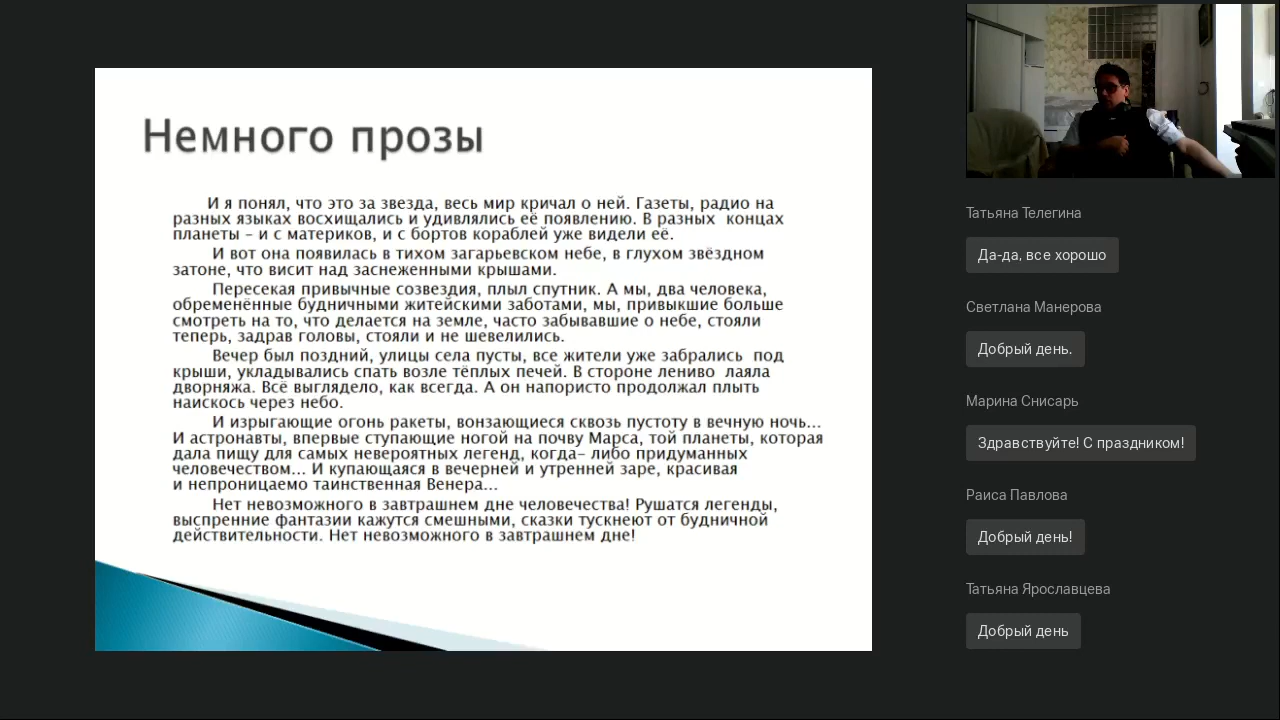 Немного прозы
И я понял, что это за звезда, весь мир кричал о ней. Газеты, радио на
разных языках восхищались и удивлялись её появлению. В разных концах
планеты – и с материков, и с бортов кораблей уже видели её.
И вот она появилась в тихом загарьевском небе, в глухом звёздном
затоне, что висит над заснеженными крышами.
Пересекая привычные созвездия, плыл спутник. А мы, два человека,
обременённые будничными житейскими заботами, мы, привыкшие больше
смотреть на то, что делается на земле, часто забывавшие о небе, стояли
теперь, задрав головы, стояли и не шевелились.
Вечер был поздний, улицы села пусты, все жители уже забрались под
крыши, укладывались спать возле тёплых печей. В стороне лениво лаяла
дворняжа. Всё выглядело, как всегда. А он напористо продолжал плыть
наискось через небо.
И изрыгающие огонь ракеты, вонзающиеся сквозь пустоту в вечную ночь...
И астронавты, впервые ступающие ногой на почву Марса, той планеты, которая
дала пищу для самых невероятных легенд, когда– либо придуманных
человечеством... И купающаяся в вечерней и утренней заре, красивая
и непроницаемо таинственная Венера...
Нет невозможного в завтрашнем дне человечества! Рушатся легенды,
выспренние фантазии кажутся смешными, сказки тускнеют от будничной
действительности. Нет невозможного в завтрашнем дне!
Татьяна Телегина
Да-да, все хорошо
Светлана Манерова
Добрый день.
Марина Снисарь
Здравствуйте! С праздником!
Раиса Павлова
Добрый день!
Татьяна Ярославцева
Добрый день